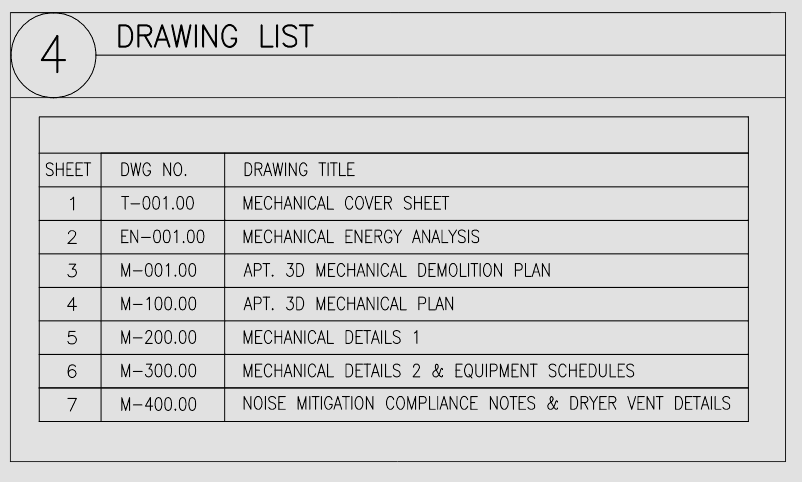 4 DRAWING LIST
SHEET DWG NO. DRAWING TITLE
1 T-001.00 MECHANICAL COVER SHEET
2 EN-001.00 MECHANICAL ENERGY ANALYSIS
3 M-001.00 APT. 3D MECHANICAL DEMOLITION PLAN
4 M-100.00 APT. 3D MECHANICAL PLAN
5 M-200.00 MECHANICAL DETAILS 1
6 M-300.00 MECHANICAL DETAILS 2 & EQUIPMENT SCHEDULES
7 M-400.00 NOISE MITIGATION COMPLIANCE NOTES & DRYER VENT DETAILS